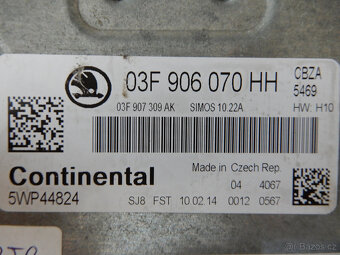 03F 906 070 HH
CBZA
5469
03F 907 309 AK
SIMOS 10.22A
HW: H10
Continental
5WP44824
Made in Czech Rep.
04 4067
SJ8 FST 10.02.14 0012 0567